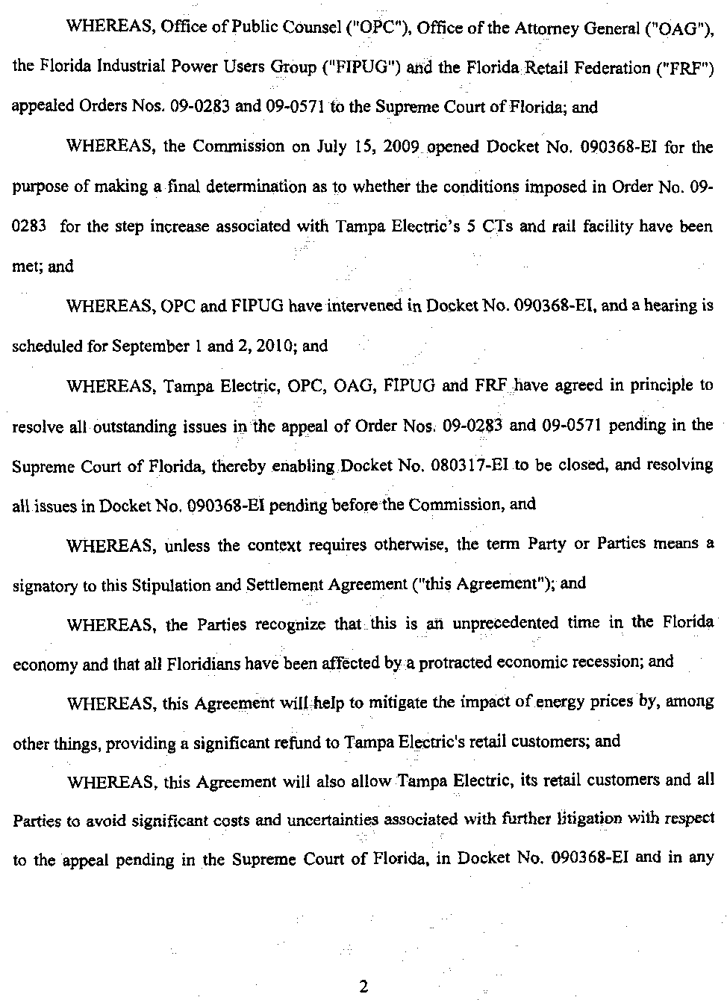 WHEREAS, Office of Public Counsel ("OPC"), Office of the Attorney General ("OAG"),
the Florida Industrial Power Users Group ("FIPUG") and the Florida Retail Federation ("FRF")
appealed Orders Nos. 09-0283 and 09-0571 to the Supreme Court of Florida; and
WHEREAS, the Commission on July 15, 2009 opened Docket No. 090368-EI for the
purpose of making a final determination as to whether the conditions imposed in Order No. 09-
0283 for the step increase associated with Tampa Electric's 5 CTs and rail facility have been
met; and
WHEREAS, OPC and FIPUG have intervened in Docket No. 090368-EI, and a hearing is
scheduled for September 1 and 2, 2010; and
WHEREAS, Tampa Electric, OPC, OAG, FIPUG and FRF have agreed in principle to
resolve all outstanding issues in the appeal of Order Nos. 09-0283 and 09-0571 pending in the
Supreme Court of Florida, thereby enabling Docket No. 080317-EI to be closed, and resolving
all issues in Docket No. 090368-EI pending before the Commission, and
WHEREAS, unless the context requires otherwise, the term Party or Parties means a
signatory to this Stipulation and Settlement Agreement ("this Agreement"); and
WHEREAS, the Parties recognize that this is an unprecedented time in the Florida
economy and that all Floridians have been affected by a protracted economic recession; and
WHEREAS, this Agreement will help to mitigate the impact of energy prices by, among
other things, providing a significant refund to Tampa Electric's retail customers; and
WHEREAS, this Agreement will also allow Tampa Electric, its retail customers and all
Parties to avoid significant costs and uncertainties associated with further litigation with respect
to the appeal pending in the Supreme Court of Florida, in Docket No. 090368-EI and in any
2